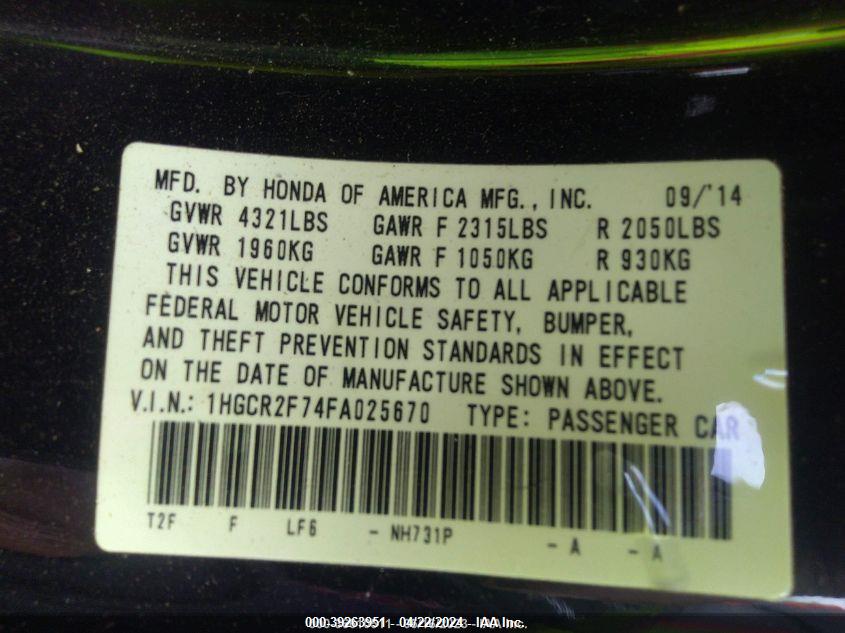 MFD. BY HONDA OF AMERICA MFG., INC. 09/'14
GVWR 4321LBS GAWR F 2315LBS R 2050LBS
GVWR 1960KG GAWR F 1050KG R 930KG
THIS VEHICLE CONFORMS TO ALL APPLICABLE
FEDERAL MOTOR VEHICLE SAFETY, BUMPER,
AND THEFT PREVENTION STANDARDS IN EFFECT
ON THE DATE OF MANUFACTURE SHOWN ABOVE.
V.I.N.: 1HGCR2F74FA025670 TYPE: PASSENGER CAR
T2F F LF6 - NH731P - A - A
000.39263951 04/22/2024 IAA Inc.